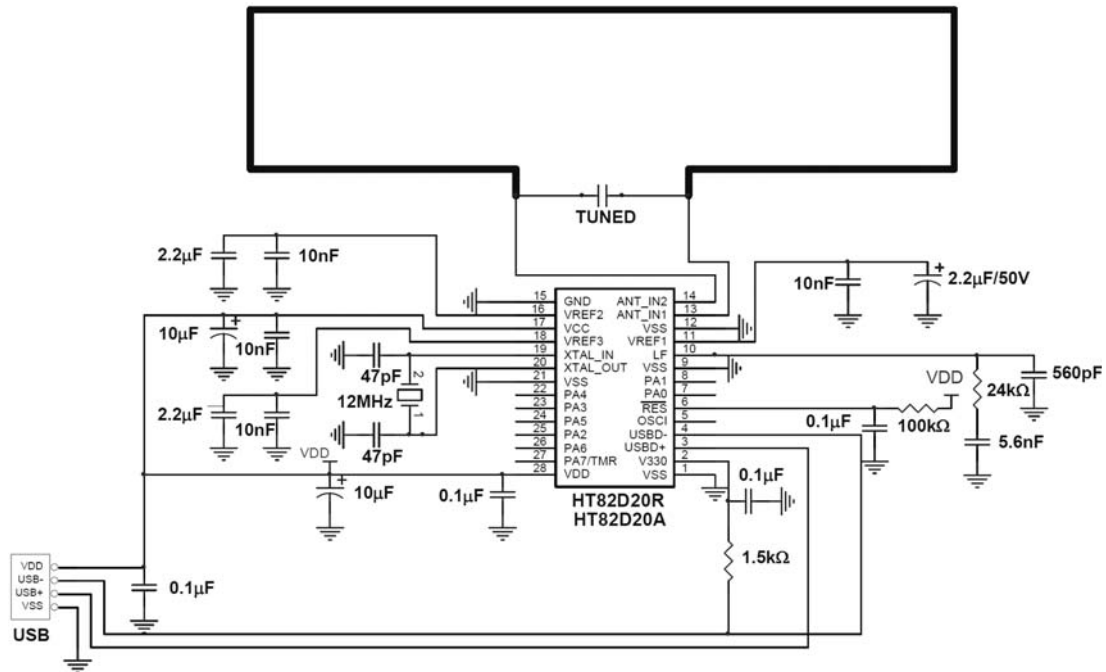 TUNED
2.2µF
10nF
10nF
2.2µF/50V
15
GND
ANT_IN2
14
16
VREF2
ANT_IN1
13
17
VCC
VSS
12
18
VREF3
VREF1
11
19
XTAL_IN
LF
10
20
XTAL_OUT
VSS
9
21
VSS
PA1
8
22
PA4
PA0
7
23
PA3
RES
6
24
PA5
OSCI
5
25
PA2
USBD-
4
26
PA6
USBD+
3
27
PA7/TMR
V330
2
28
VDD
VSS
1
HT82D20R
HT82D20A
10µF
10nF
47pF
2
12MHz
1
47pF
2.2µF
10nF
VDD
10µF
0.1µF
VDD
560pF
24kΩ
100kΩ
0.1µF
5.6nF
0.1µF
1.5kΩ
VDD
USB-
USB+
VSS
USB
0.1µF